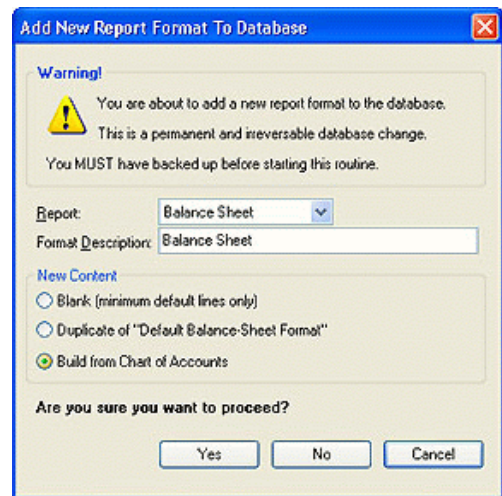 Add New Report Format To Database
Warning!
You are about to add a new report format to the database.
This is a permanent and irreversable database change.
You MUST have backed up before starting this routine.
Report: Balance Sheet
Format Description: Balance Sheet
New Content
Blank (minimum default lines only)
Duplicate of "Default Balance-Sheet Format"
Build from Chart of Accounts
Are you sure you want to proceed?
Yes No Cancel